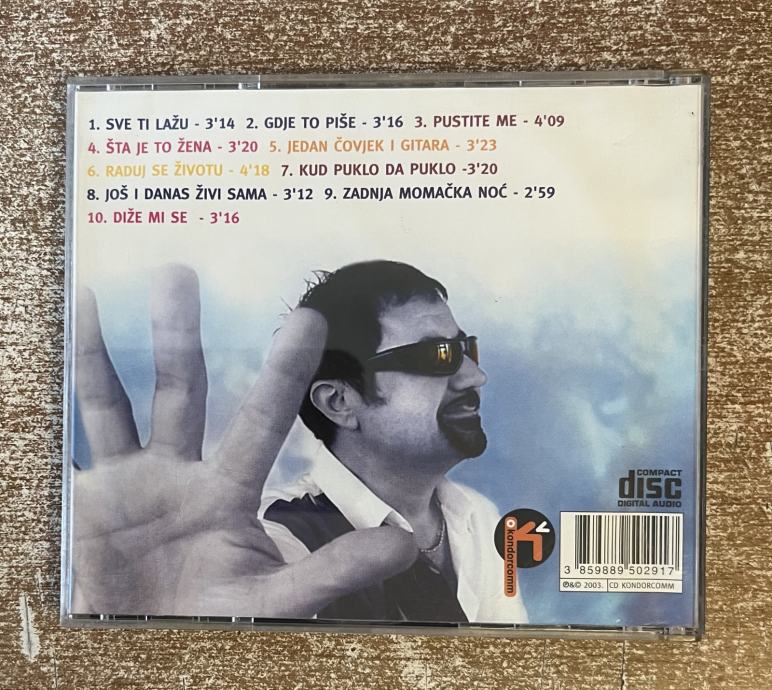 1. SVE TI LAŽU - 3'14 2. GDJE TO PIŠE - 3'16 3. PUSTITE ME - 4'09
4. ŠTA JE TO ŽENA - 3'20 5. JEDAN ČOVJEK I GITARA - 3'23
6. RADUJ SE ŽIVOTU - 4'18 7. KUD PUKLO DA PUKLO -3'20
8. JOŠ I DANAS ŽIVI SAMA - 3'12 9. ZADNJA MOMAČKA NOĆ - 2'59
10. DIŽE MI SE - 3'16
COMPACT
disc
DIGITAL AUDIO
K
kondorcomm
3 859889 502917
℗&© 2003. CD KONDORCOMM